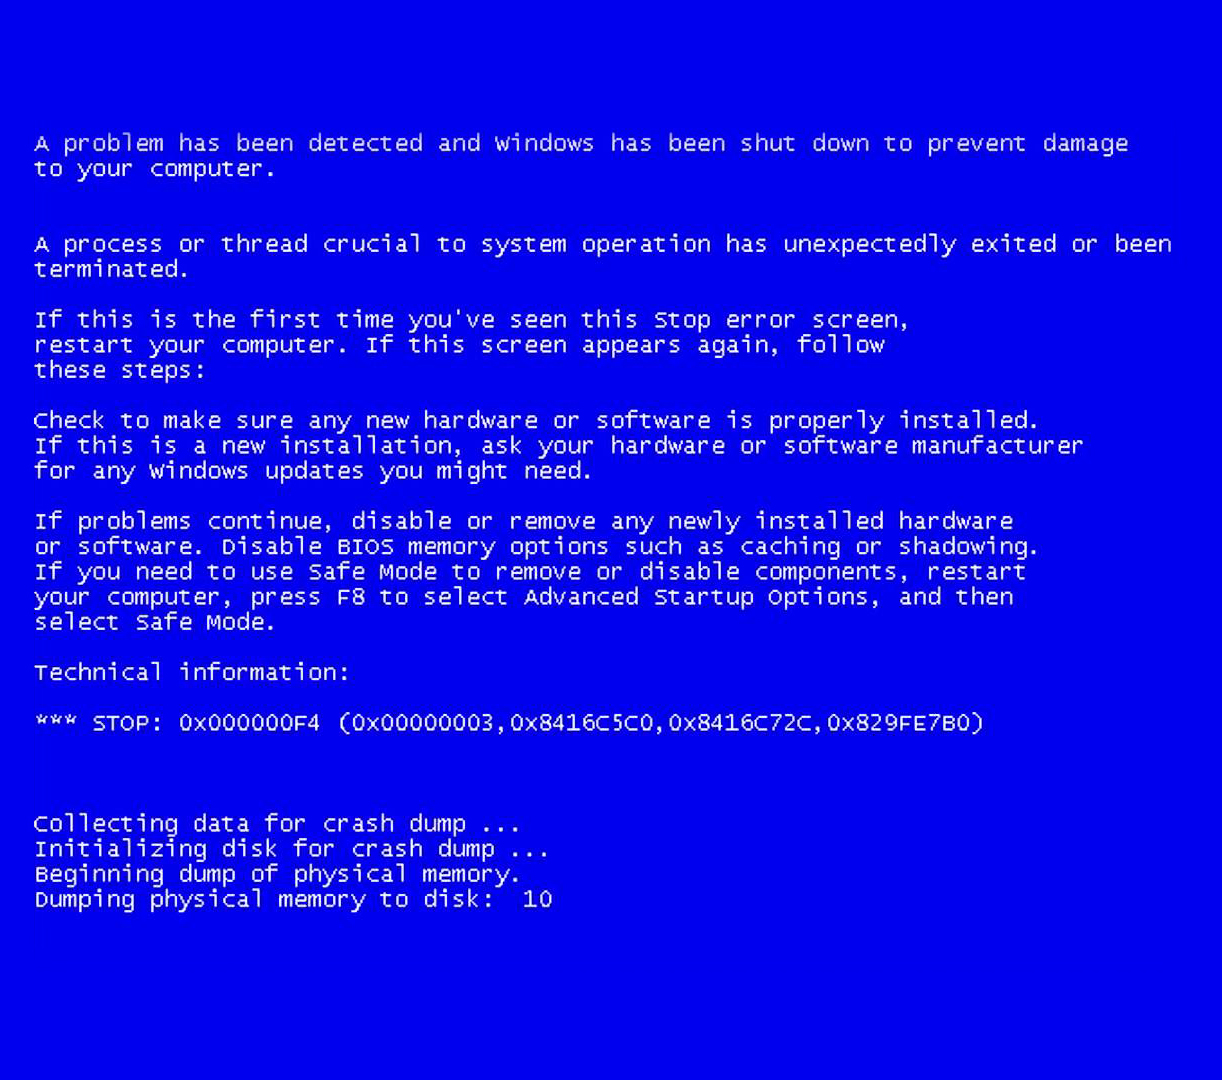 A problem has been detected and Windows has been shut down to prevent damage
to your computer.
A process or thread crucial to system operation has unexpectedly exited or been
terminated.
If this is the first time you've seen this Stop error screen,
restart your computer. If this screen appears again, follow
these steps:
Check to make sure any new hardware or software is properly installed.
If this is a new installation, ask your hardware or software manufacturer
for any Windows updates you might need.
If problems continue, disable or remove any newly installed hardware
or software. Disable BIOS memory options such as caching or shadowing.
If you need to use Safe Mode to remove or disable components, restart
your computer, press F8 to select Advanced Startup Options, and then
select Safe Mode.
Technical information:
*** STOP: 0x000000F4 (0x00000003,0x8416C5C0,0x8416C72C,0x829FE7B0)
Collecting data for crash dump ...
Initializing disk for crash dump ...
Beginning dump of physical memory.
Dumping physical memory to disk:  10